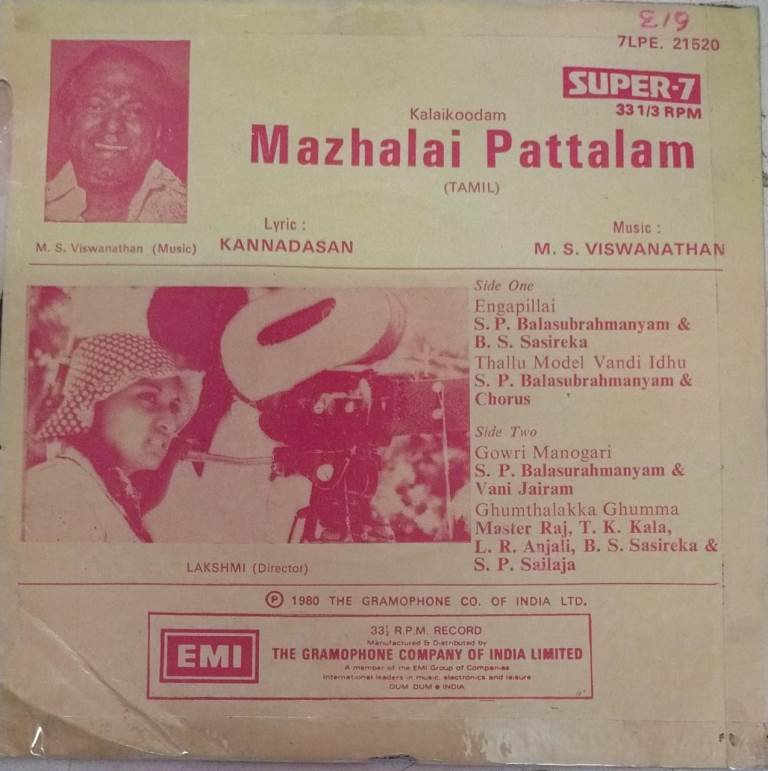 613
7LPE. 21520
SUPER-7
33 1/3 RPM
Kalaikoodam
Mazhalai Pattalam
(TAMIL)
Lyric :
KANNADASAN
Music :
M. S. VISWANATHAN
M. S. Viswanathan (Music)
Side One
Engapillai
S. P. Balasubrahmanyam &
B. S. Sasireka
Thallu Model Vandi Idhu
S. P. Balasubrahmanyam &
Chorus
Side Two
Gowri Manogari
S. P. Balasurahmanyam &
Vani Jairam
Ghumthalakka Ghumma
Master Raj, T. K. Kala,
L. R. Anjali, B. S. Sasireka &
S. P. Sailaja
LAKSHMI (Director)
Ⓟ 1980 THE GRAMOPHONE CO. OF INDIA LTD.
EMI
33⅓ R.P.M. RECORD
Manufactured & Distributed by
THE GRAMOPHONE COMPANY OF INDIA LIMITED
A member of the EMI Group of Companies
International leaders in music, electronics and leisure
DUM DUM • INDIA